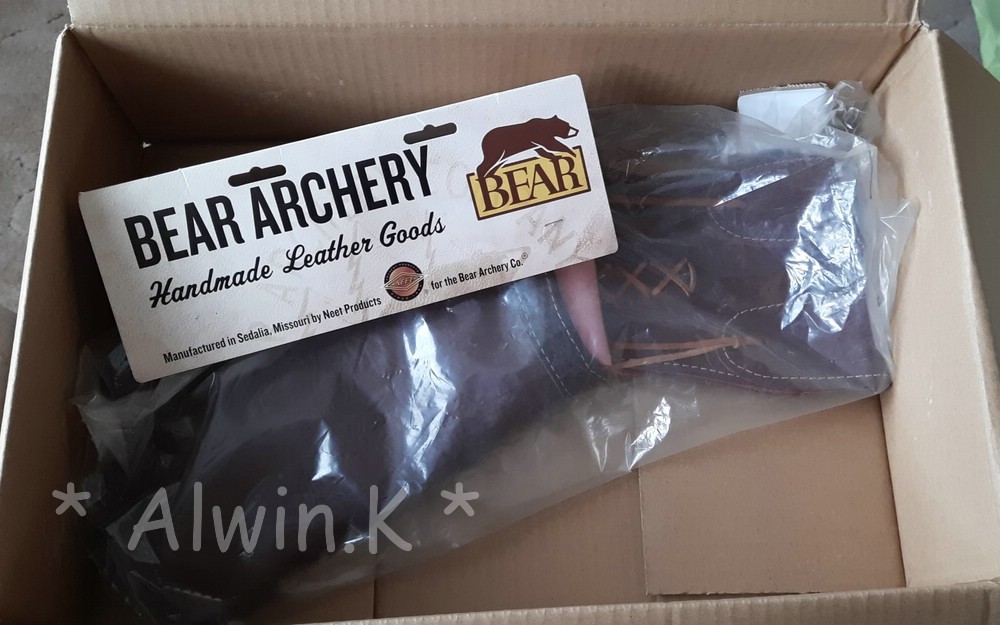 BEAR ARCHERY
Handmade Leather Goods
BEAR
Manufactured in Sedalia, Missouri by Neet Products
NEET
for the Bear Archery Co.®
* Alwin.K *